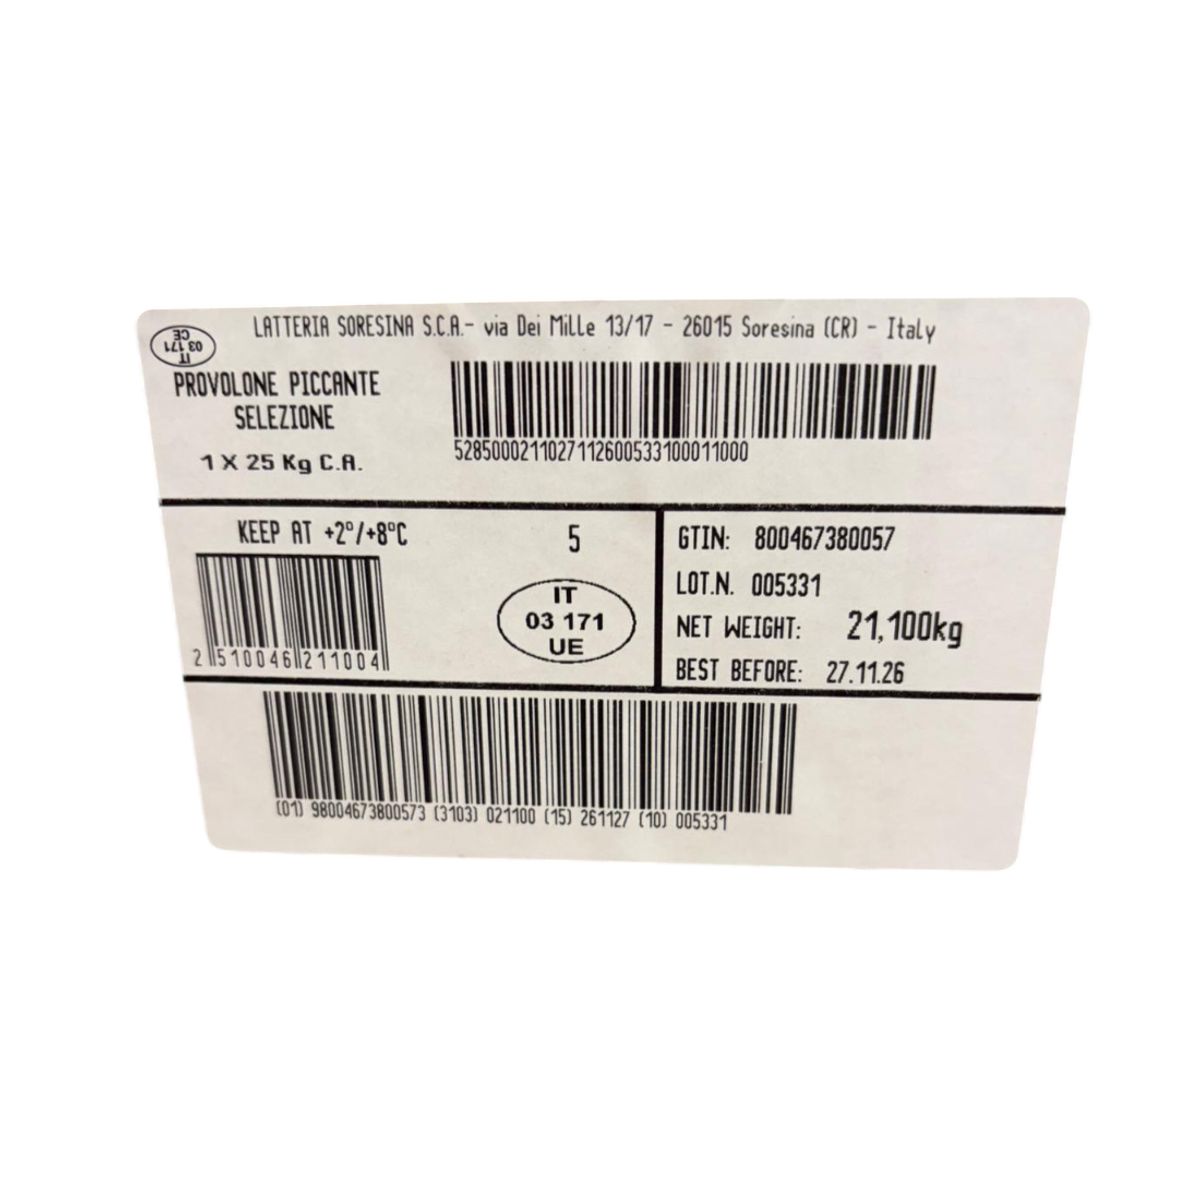 LATTERIA SORESINA S.C.A.- via Dei Mille 13/17 - 26015 Soresina (CR) - Italy
IT
03 171
CE
PROVOLONE PICCANTE
SELEZIONE
1 X 25 Kg C.A.
5285000211027112600533100011000
KEEP AT +2°/+8°C
5
2 510046 211004
IT
03 171
UE
GTIN: 800467380057
LOT.N. 005331
NET WEIGHT: 21,100kg
BEST BEFORE: 27.11.26
(01) 98004673800573 (3103) 021100 (15) 261127 (10) 005331